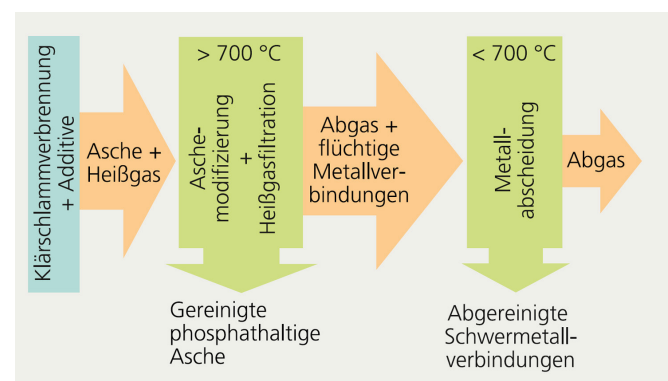 Klärschlammverbrennung
+ Additive
Asche +
Heißgas
> 700 °C
Asche-
modifizierung
+
Heißgasfiltration
Abgas +
flüchtige
Metallver-
bindungen
< 700 °C
Metall-
abscheidung
Abgas
Gereinigte
phosphathaltige
Asche
Abgereinigte
Schwermetall-
verbindungen